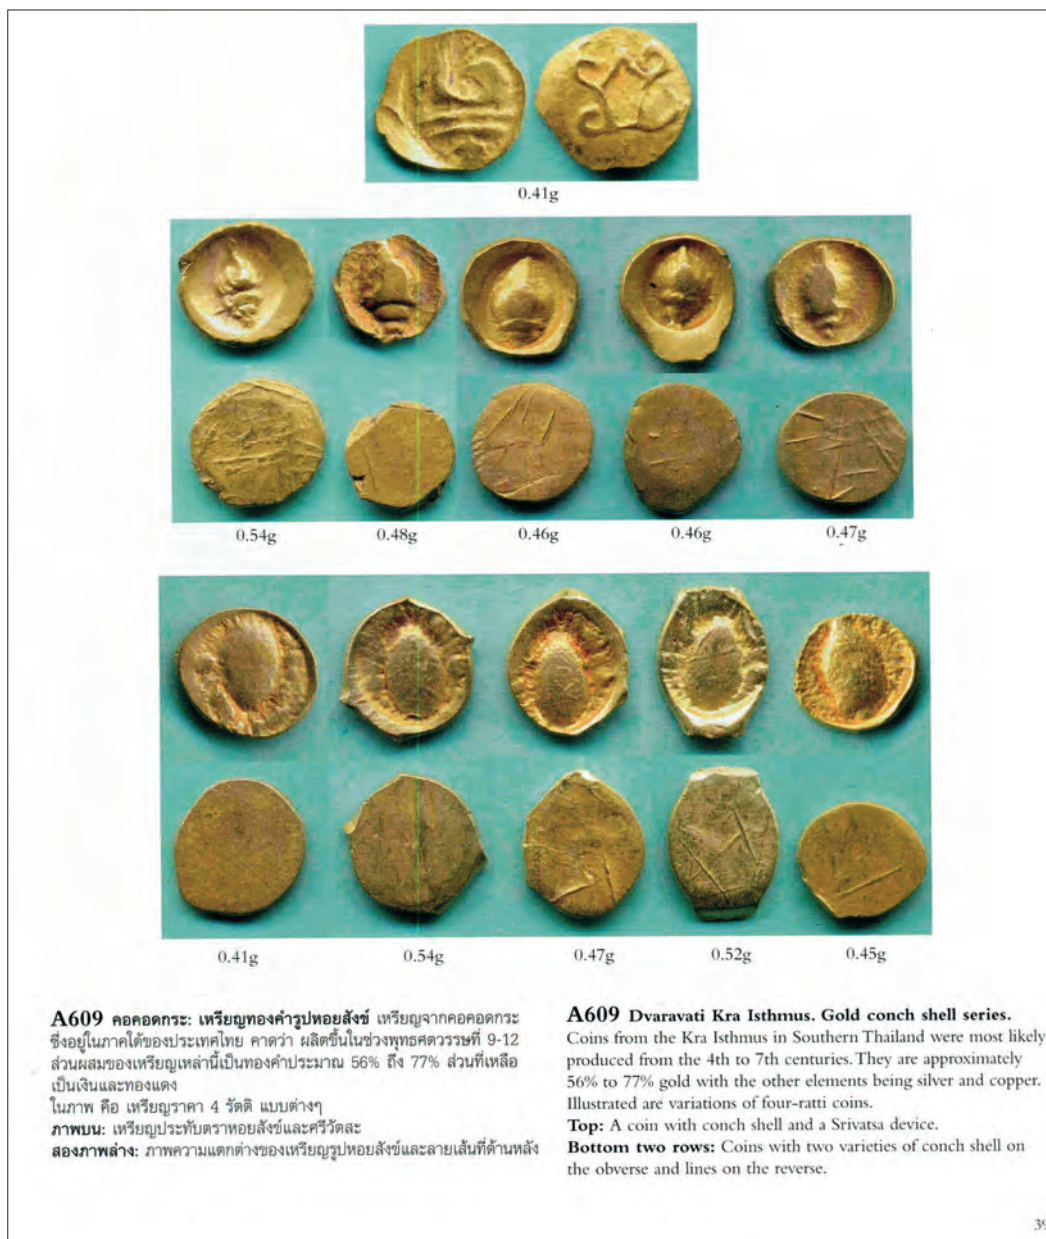 0.41g
0.54g 0.48g 0.46g 0.46g 0.47g
0.41g 0.54g 0.47g 0.52g 0.45g
A609 คอคอดกระ: เหรียญทองคำรูปหอยสังข์ เหรียญจากคอคอดกระ
ซึ่งอยู่ในภาคใต้ของประเทศไทย คาดว่า ผลิตขึ้นในช่วงพุทธศตวรรษที่ 9-12
ส่วนผสมของเหรียญเหล่านี้เป็นทองคำประมาณ 56% ถึง 77% ส่วนที่เหลือ
เป็นเงินและทองแดง
ในภาพ คือ เหรียญราคา 4 รัตติ แบบต่างๆ
ภาพบน: เหรียญประทับตราหอยสังข์และศรีวัตสะ
สองภาพล่าง: ภาพความแตกต่างของเหรียญรูปหอยสังข์และลายเส้นที่ด้านหลัง
A609 Dvaravati Kra Isthmus. Gold conch shell series.
Coins from the Kra Isthmus in Southern Thailand were most likely
produced from the 4th to 7th centuries. They are approximately
56% to 77% gold with the other elements being silver and copper.
Illustrated are variations of four-ratti coins.
Top: A coin with conch shell and a Srivatsa device.
Bottom two rows: Coins with two varieties of conch shell on
the obverse and lines on the reverse.